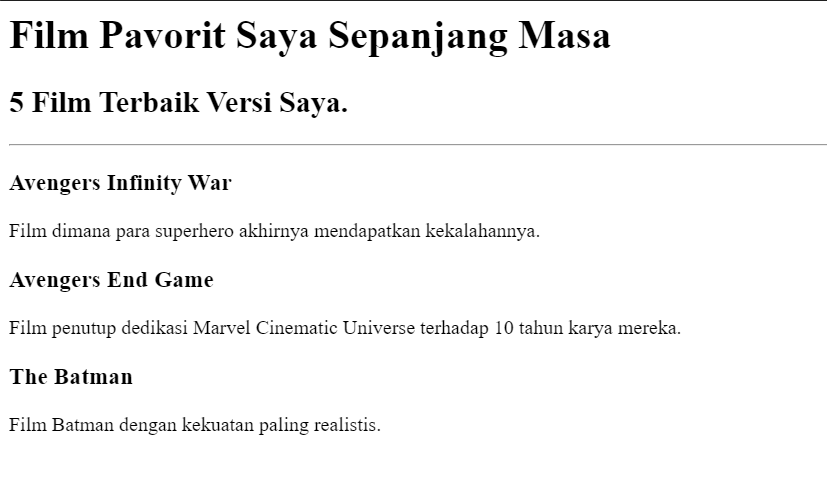 Film Pavorit Saya Sepanjang Masa
5 Film Terbaik Versi Saya.
Avengers Infinity War
Film dimana para superhero akhirnya mendapatkan kekalahannya.
Avengers End Game
Film penutup dedikasi Marvel Cinematic Universe terhadap 10 tahun karya mereka.
The Batman
Film Batman dengan kekuatan paling realistis.